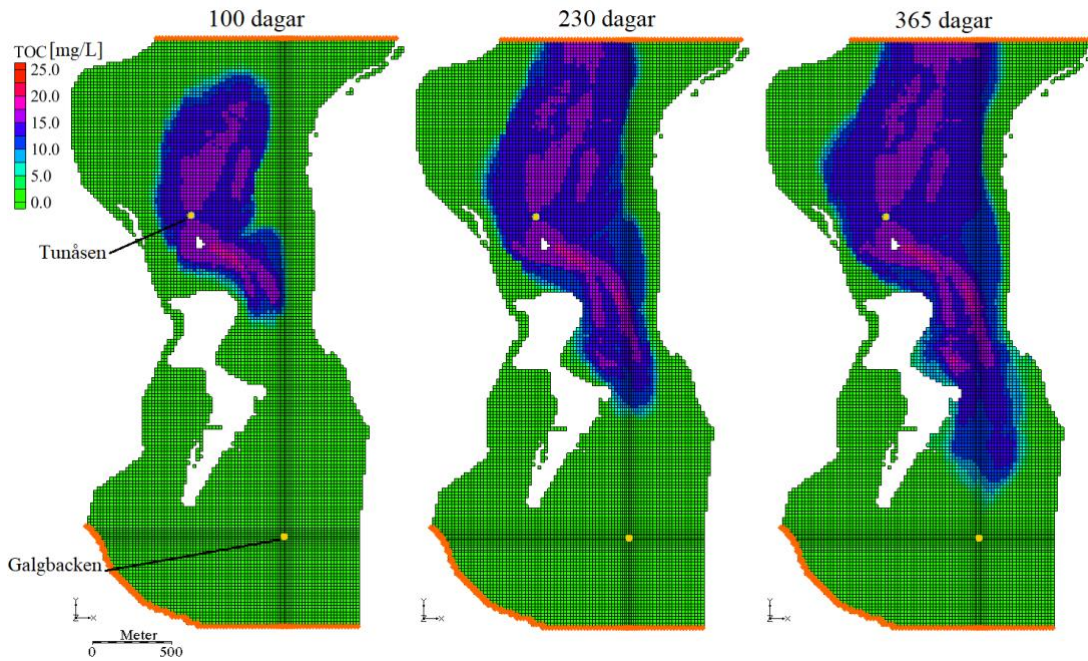 100 dagar
230 dagar
365 dagar
TOC [mg/L]
25.0
20.0
15.0
10.0
5.0
0.0
Tunåsen
Galgbacken
Y
Z X
Y
Z X
Y
Z X
Meter
0 500